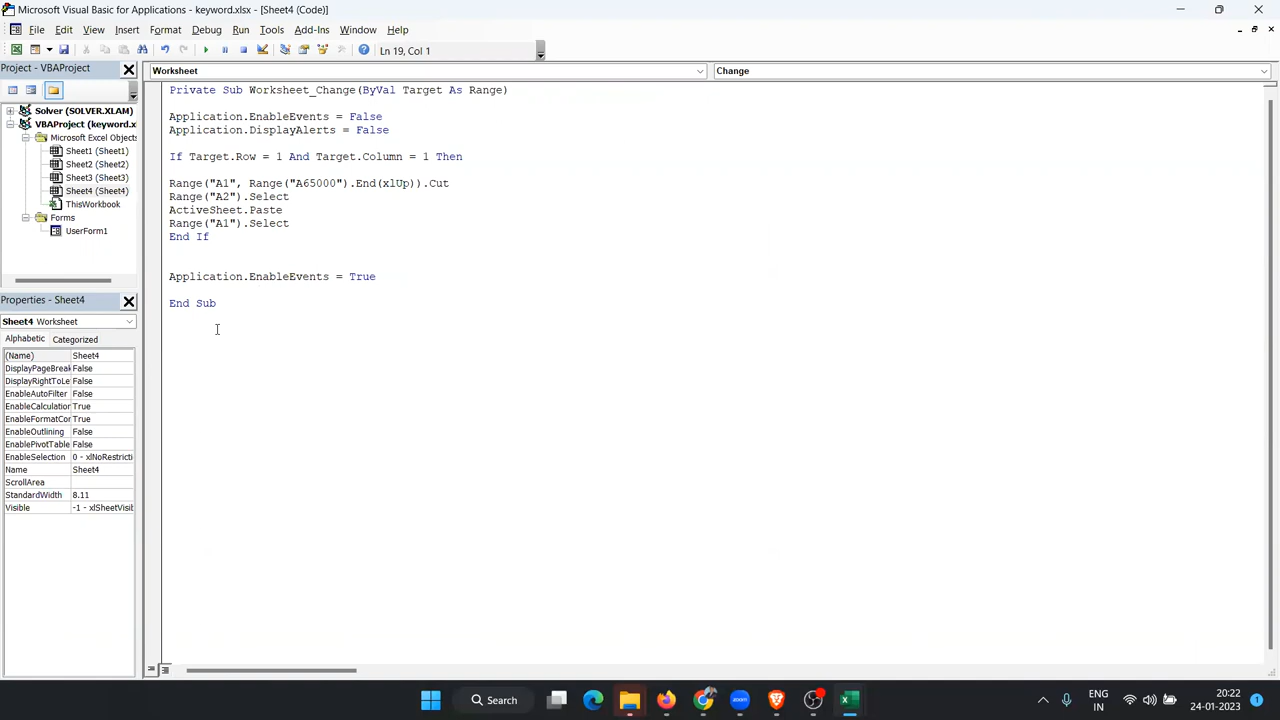 Microsoft Visual Basic for Applications - keyword.xlsx - [Sheet4 (Code)]
File Edit View Insert Format Debug Run Tools Add-Ins Window Help
Ln 19, Col 1
Project - VBAProject
Worksheet
Change
Solver (SOLVER.XLAM)
VBAProject (keyword.x
Microsoft Excel Objects
Sheet1 (Sheet1)
Sheet2 (Sheet2)
Sheet3 (Sheet3)
Sheet4 (Sheet4)
ThisWorkbook
Forms
UserForm1
Private Sub Worksheet_Change(ByVal Target As Range)
Application.EnableEvents = False
Application.DisplayAlerts = False
If Target.Row = 1 And Target.Column = 1 Then
Range("A1", Range("A65000").End(xlUp)).Cut
Range("A2").Select
ActiveSheet.Paste
Range("A1").Select
End If
Application.EnableEvents = True
End Sub
Properties - Sheet4
Sheet4 Worksheet
Alphabetic Categorized
(Name) Sheet4
DisplayPageBreak False
DisplayRightToLe False
EnableAutoFilter False
EnableCalculation True
EnableFormatCor True
EnableOutlining False
EnablePivotTable False
EnableSelection 0 - xlNoRestricti
Name Sheet4
ScrollArea
StandardWidth 8.11
Visible -1 - xlSheetVisib
Search
ENG
IN
20:22
24-01-2023
1